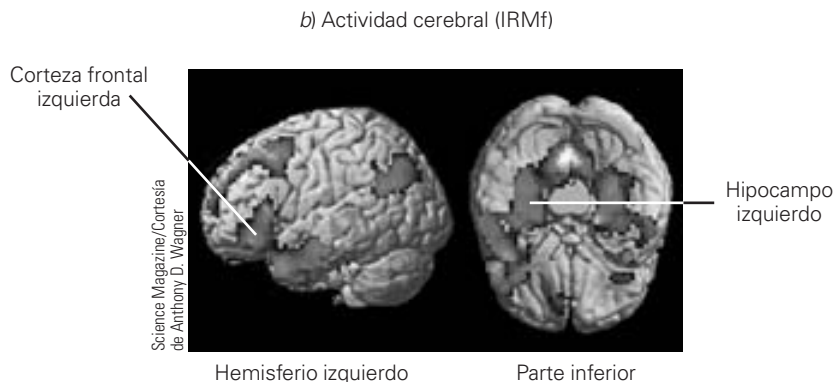 b) Actividad cerebral (IRMf)
Corteza frontal
izquierda
Science Magazine/Cortesía
de Anthony D. Wagner
Hipocampo
izquierdo
Hemisferio izquierdo
Parte inferior